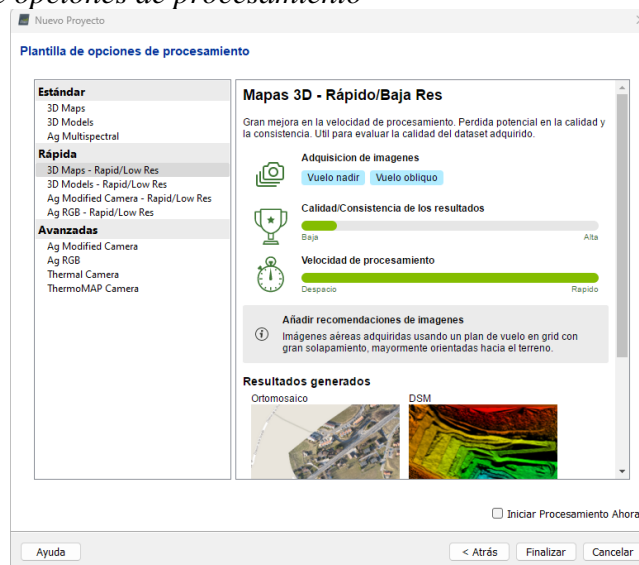 opciones de procesamiento
Nuevo Proyecto
Plantilla de opciones de procesamiento
Estándar
3D Maps
3D Models
Ag Multispectral
Rápida
3D Maps - Rapid/Low Res
3D Models - Rapid/Low Res
Ag Modified Camera - Rapid/Low Res
Ag RGB - Rapid/Low Res
Avanzadas
Ag Modified Camera
Ag RGB
Thermal Camera
ThermoMAP Camera
Mapas 3D - Rápido/Baja Res
Gran mejora en la velocidad de procesamiento. Perdida potencial en la calidad y
la consistencia. Util para evaluar la calidad del dataset adquirido.
Adquisicion de imagenes
Vuelo nadir Vuelo obliquo
Calidad/Consistencia de los resultados
Baja Alta
Velocidad de procesamiento
Despacio Rapido
Añadir recomendaciones de imagenes
Imágenes aéreas adquiridas usando un plan de vuelo en grid con
gran solapamiento, mayormente orientadas hacia el terreno.
Resultados generados
Ortomosaico DSM
Iniciar Procesamiento Ahora
Ayuda < Atrás Finalizar Cancelar